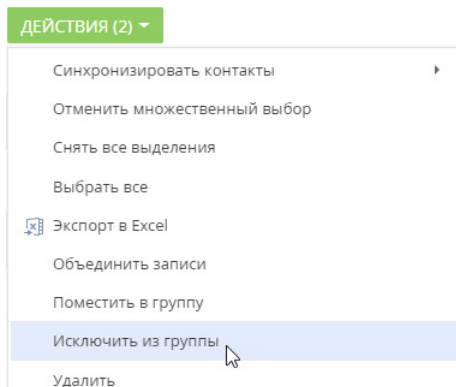 ДЕЙСТВИЯ (2)
Синхронизировать контакты
Отменить множественный выбор
Снять все выделения
Выбрать все
Экспорт в Excel
Объединить записи
Поместить в группу
Исключить из группы
Удалить